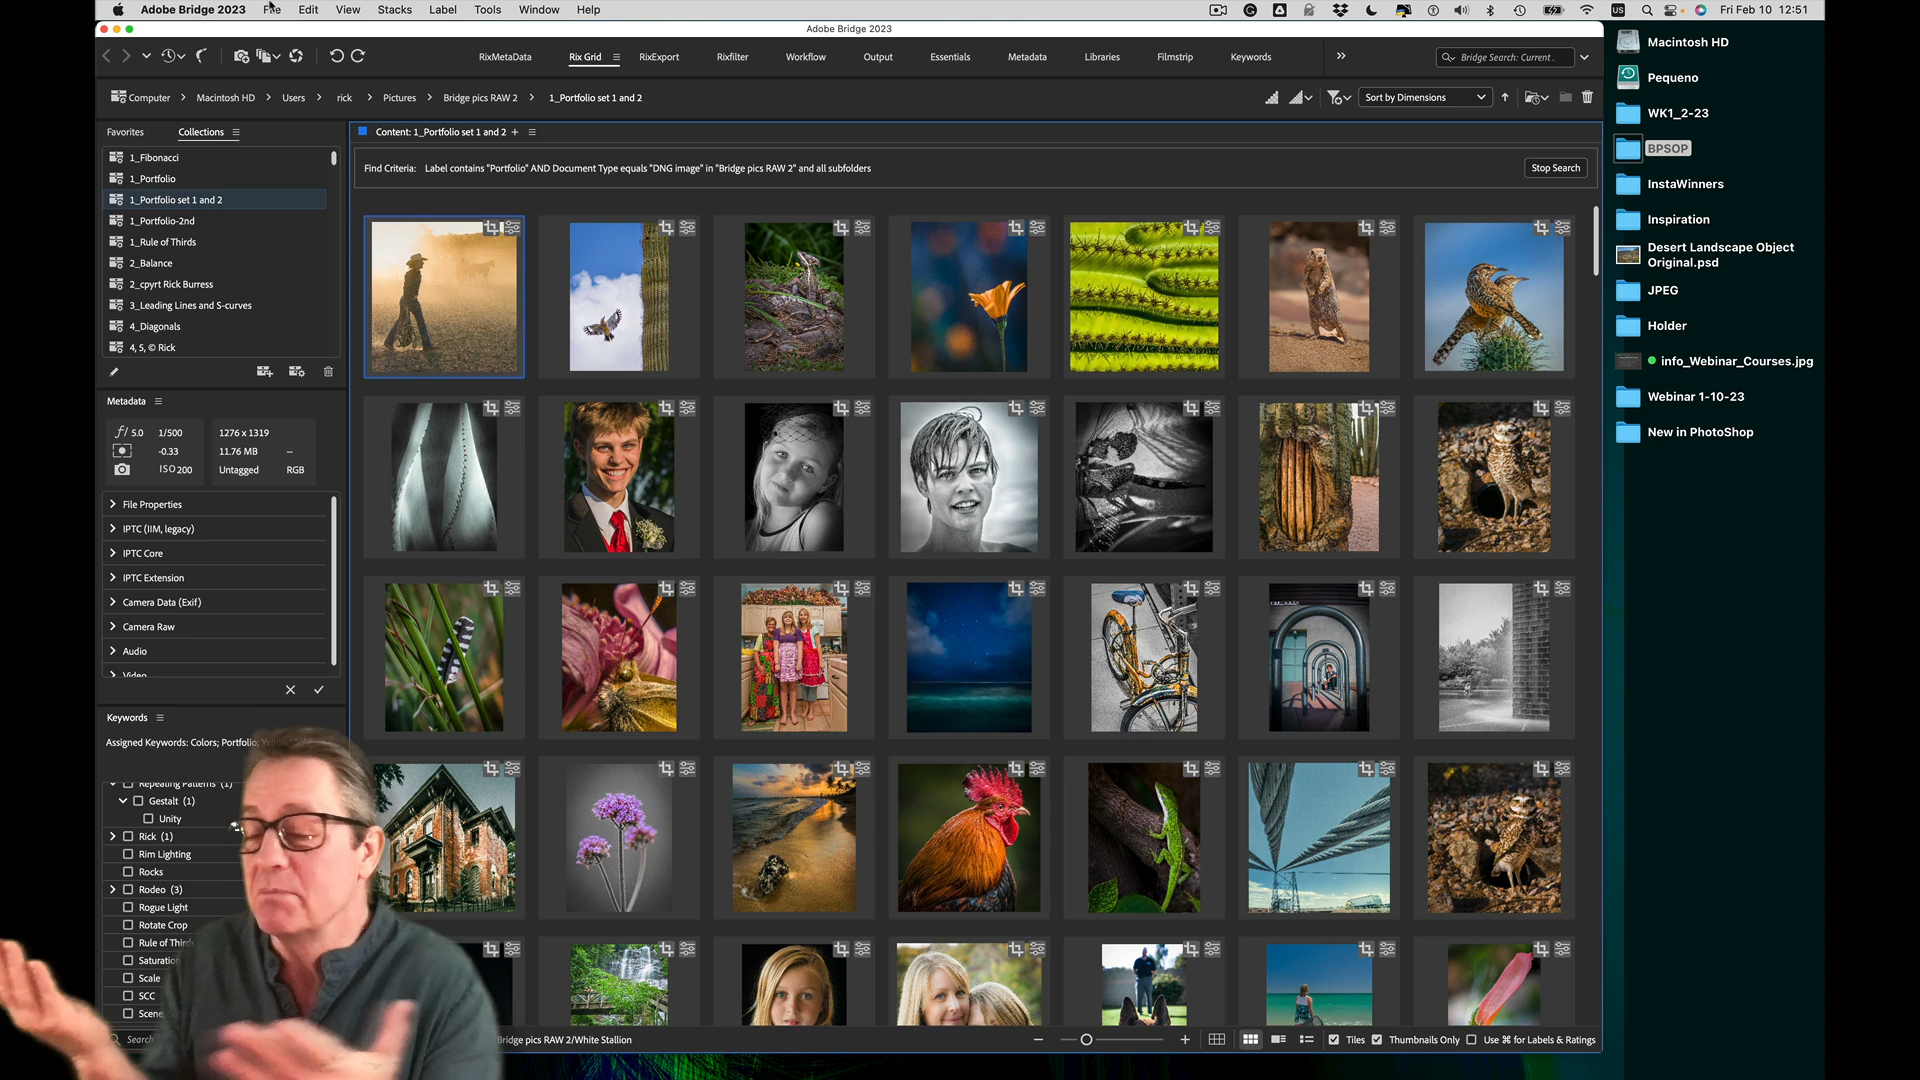 Adobe Bridge 2023 File Edit View Stacks Label Tools Window Help
US Fri Feb 10 12:51
Adobe Bridge 2023
RixMetaData Rix Grid RixExport Rixfilter Workflow Output Essentials Metadata Libraries Filmstrip Keywords
Bridge Search: Current .
Computer Macintosh HD Users rick Pictures Bridge pics RAW 2 1_Portfolio set 1 and 2
Sort by Dimensions
Favorites Collections
1_Fibonacci
1_Portfolio
1_Portfolio set 1 and 2
1_Portfolio-2nd
1_Rule of Thirds
2_Balance
2_cpyrt Rick Burress
3_Leading Lines and S-curves
4_Diagonals
4, 5, © Rick
Content: 1_Portfolio set 1 and 2
Find Criteria: Label contains "Portfolio" AND Document Type equals "DNG image" in "Bridge pics RAW 2" and all subfolders
Stop Search
Metadata
f/ 5.0 1/500 1276 x 1319
-0.33 11.76 MB --
ISO 200 Untagged RGB
File Properties
IPTC (IIM, legacy)
IPTC Core
IPTC Extension
Camera Data (Exif)
Camera Raw
Audio
Video
Keywords
Assigned Keywords: Colors; Portfolio;
Repeating Patterns (1)
Gestalt (1)
Unity
Rick (1)
Rim Lighting
Rocks
Rodeo (3)
Rogue Light
Rotate Crop
Rule of Thirds
Saturation
Scale
SCC
Scene,
Search
Bridge pics RAW 2/White Stallion
Tiles Thumbnails Only Use ⌘ for Labels & Ratings
Macintosh HD
Pequeno
WK1_2-23
BPSOP
InstaWinners
Inspiration
Desert Landscape Object
Original.psd
JPEG
Holder
info_Webinar_Courses.jpg
Webinar 1-10-23
New in PhotoShop